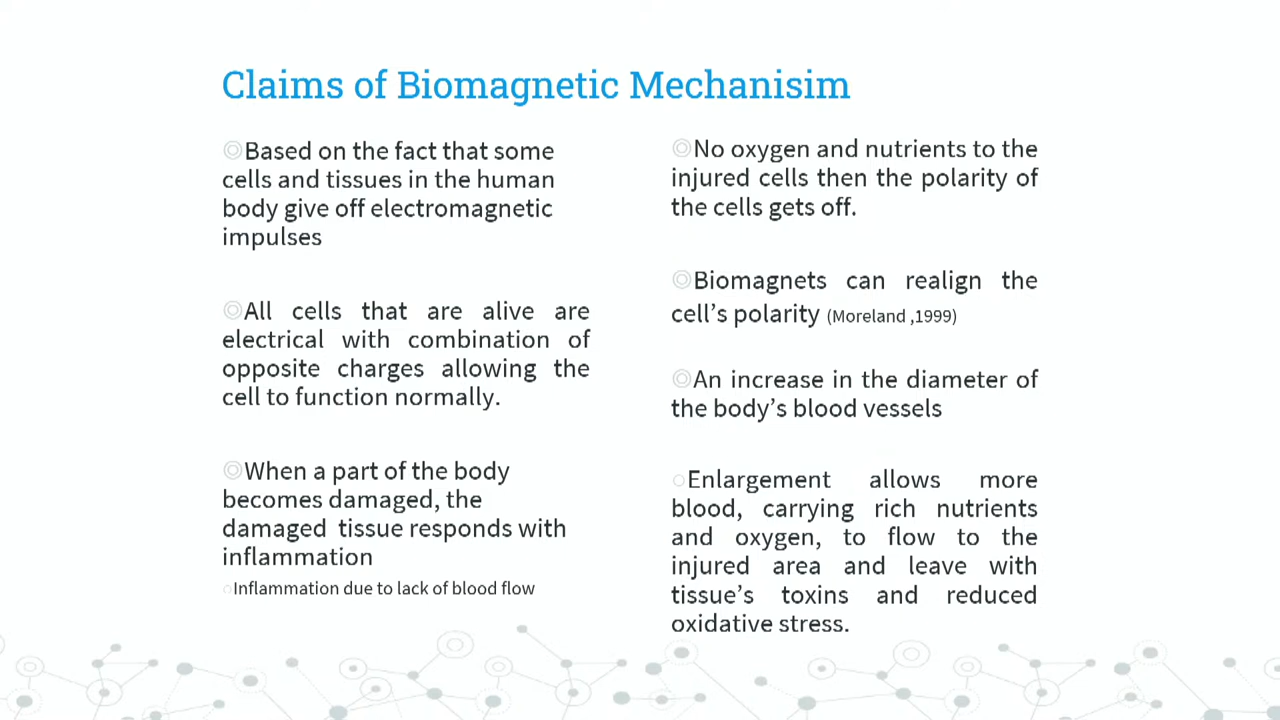 Claims of Biomagnetic Mechanisim
Based on the fact that some
cells and tissues in the human
body give off electromagnetic
impulses
All cells that are alive are
electrical with combination of
opposite charges allowing the
cell to function normally.
When a part of the body
becomes damaged, the
damaged tissue responds with
inflammation
Inflammation due to lack of blood flow
No oxygen and nutrients to the
injured cells then the polarity of
the cells gets off.
Biomagnets can realign the
cell’s polarity (Moreland ,1999)
An increase in the diameter of
the body’s blood vessels
Enlargement allows more
blood, carrying rich nutrients
and oxygen, to flow to the
injured area and leave with
tissue’s toxins and reduced
oxidative stress.